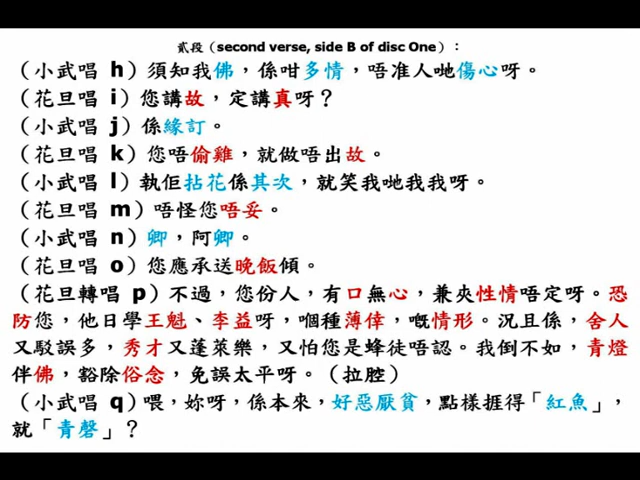 貳段（second verse, side B of disc One）：
（小武唱 h）須知我佛，係咁多情，唔准人哋傷心呀。
（花旦唱 i）您講故，定講真呀？
（小武唱 j）係緣訂。
（花旦唱 k）您唔偷雞，就做唔出故。
（小武唱 l）執佢拈花係其次，就笑我哋我我呀。
（花旦唱 m）唔怪您唔妥。
（小武唱 n）卿，阿卿。
（花旦唱 o）您應承送晚飯傾。
（花旦轉唱 p）不過，您份人，有口無心，兼夾性情唔定呀。恐
防您，他日學王魁、李益呀，嗰種薄倖，嘅情形。況且係，舍人
又駁誤多，秀才又蓬萊樂，又怕您是蜂徒唔認。我倒不如，青燈
伴佛，豁除俗念，免誤太平呀。（拉腔）
（小武唱 q）喂，妳呀，係本來，好惡厭貧，點樣捱得「紅魚」，
就「青磬」？